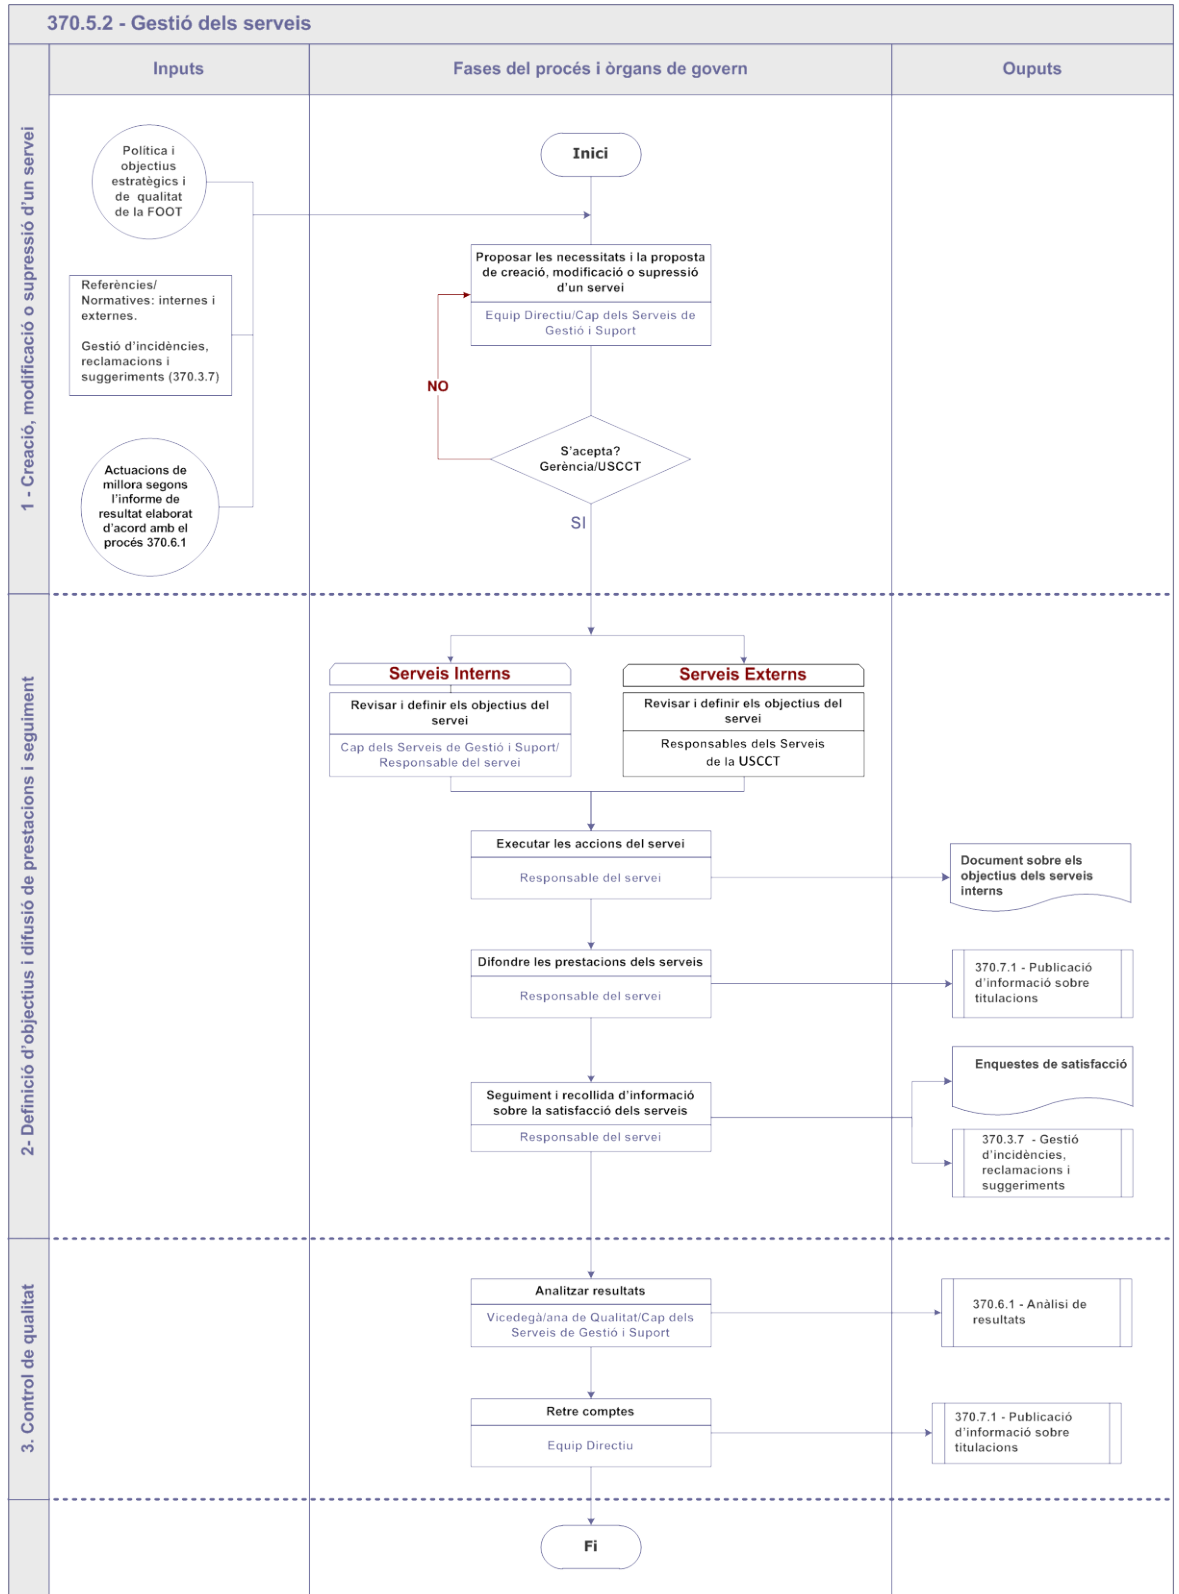 370.5.2 - Gestió dels serveis
Inputs
Fases del procés i òrgans de govern
Ouputs
1 - Creació, modificació o supressió d'un servei
Política i
objectius
estratègics i
de qualitat
de la FOOT
Referències/
Normatives: internes i
externes.
Gestió d'incidències,
reclamacions i
suggeriments (370.3.7)
Actuacions de
millora segons
l'informe de
resultat elaborat
d'acord amb el
procés 370.6.1
Inici
Proposar les necessitats i la proposta
de creació, modificació o supressió
d'un servei
Equip Directiu/Cap dels Serveis de
Gestió i Suport
NO
S'acepta?
Gerència/USCCT
SI
2- Definició d'objectius i difusió de prestacions i seguiment
Serveis Interns
Revisar i definir els objectius del
servei
Cap dels Serveis de Gestió i Suport/
Responsable del servei
Serveis Externs
Revisar i definir els objectius del
servei
Responsables dels Serveis
de la USCCT
Executar les accions del servei
Responsable del servei
Document sobre els
objectius dels serveis
interns
Difondre les prestacions dels serveis
Responsable del servei
370.7.1 - Publicació
d'informació sobre
titulacions
Seguiment i recollida d'informació
sobre la satisfacció dels serveis
Responsable del servei
Enquestes de satisfacció
370.3.7 - Gestió
d'incidències,
reclamacions i
suggeriments
3. Control de qualitat
Analitzar resultats
Vicedegà/ana de Qualitat/Cap dels
Serveis de Gestió i Suport
370.6.1 - Anàlisi de
resultats
Retre comptes
Equip Directiu
370.7.1 - Publicació
d'informació sobre
titulacions
Fi